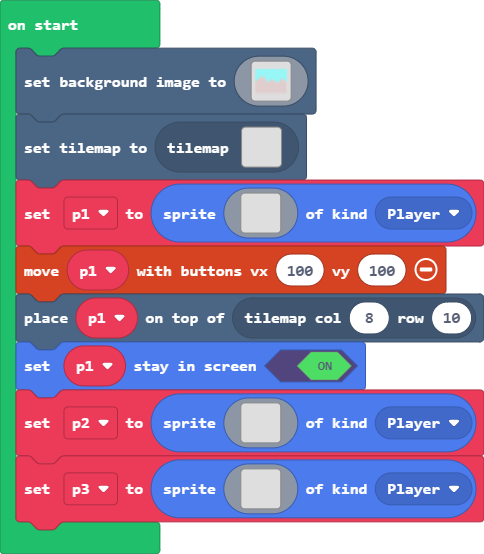 on start
set background image to
set tilemap to tilemap
set p1 to sprite of kind Player
move p1 with buttons vx 100 vy 100
place p1 on top of tilemap col 8 row 10
set p1 stay in screen ON
set p2 to sprite of kind Player
set p3 to sprite of kind Player